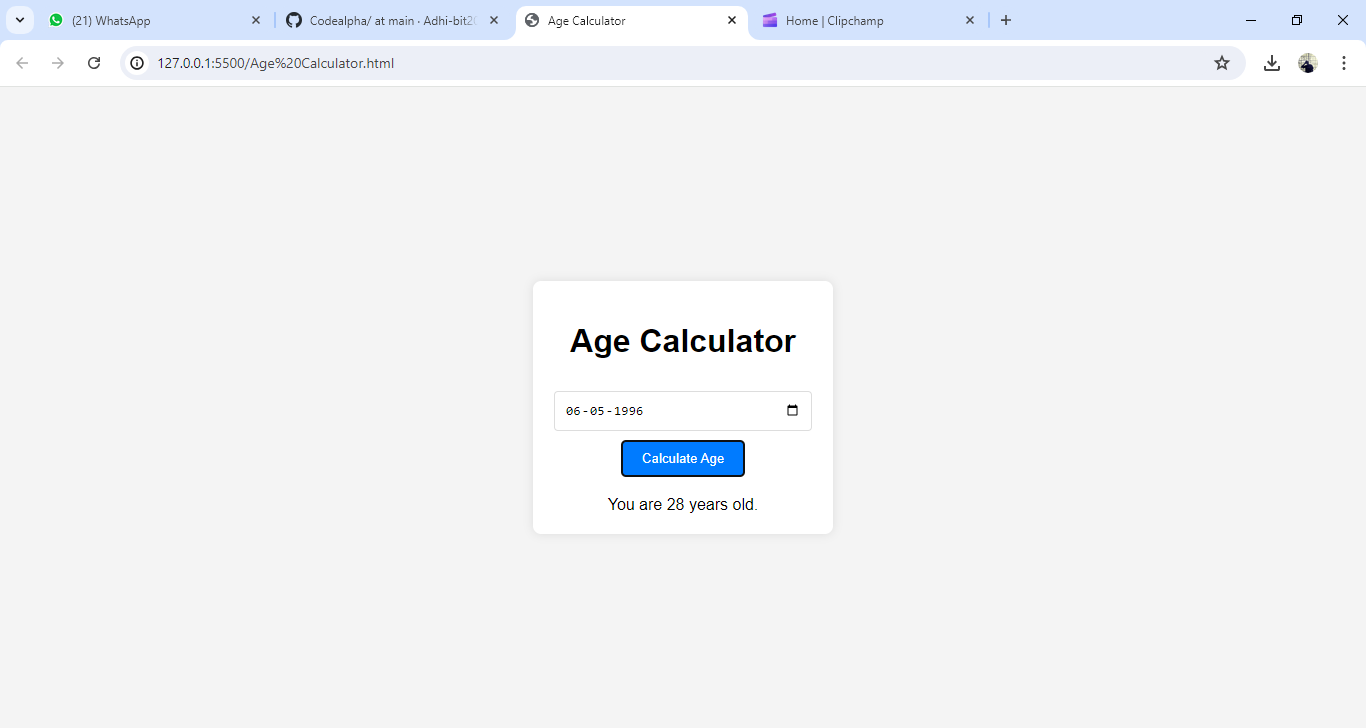 (21) WhatsApp
Codealpha/ at main · Adhi-bit20
Age Calculator
Home | Clipchamp
127.0.0.1:5500/Age%20Calculator.html
Age Calculator
06-05-1996
Calculate Age
You are 28 years old.